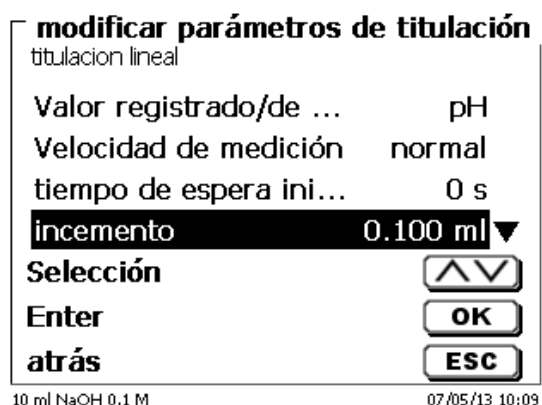 modificar parámetros de titulación
titulacion lineal
Valor registrado/de ... pH
Velocidad de medición normal
tiempo de espera ini... 0 s
incemento 0.100 ml ▼
Selección
Enter OK
atrás ESC
10 ml NaOH 0.1 M 07/05/13 10:09